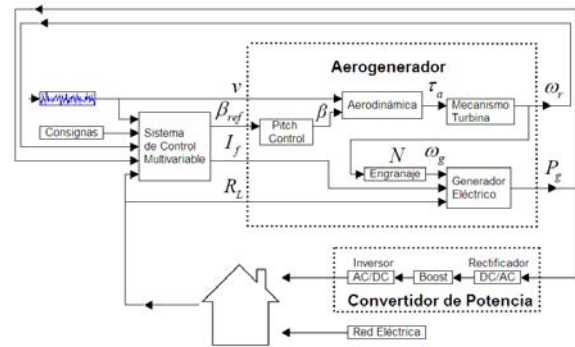 Aerogenerador
v
τa
ωr
Aerodinámica
Mecanismo
Turbina
βref
β
Consignas
Sistema
de Control
Multivariable
Pitch
Control
If
N
ωg
Engranaje
Generador
Eléctrico
Pg
RL
Inversor
Rectificador
AC/DC
Boost
DC/AC
Convertidor de Potencia
Red Eléctrica